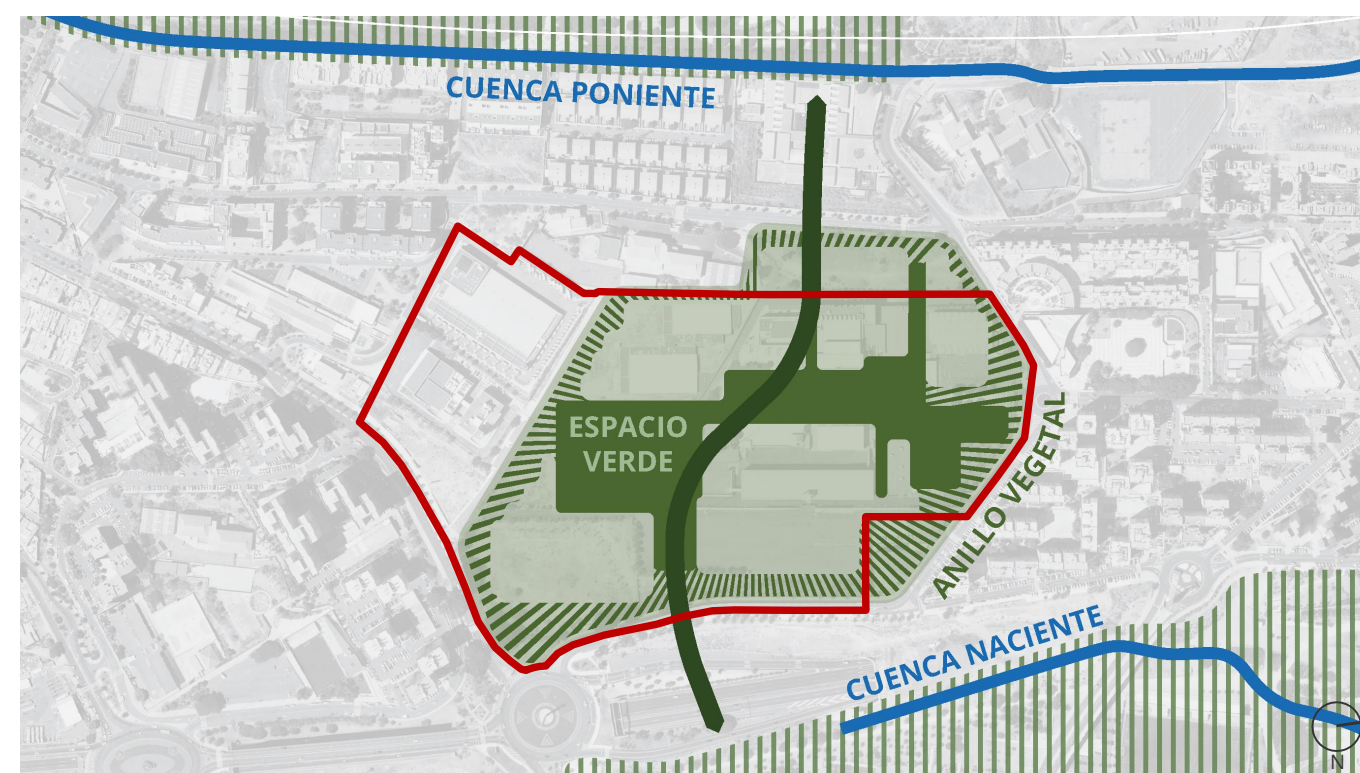 CUENCA PONIENTE
ESPACIO
VERDE
ANILLO VEGETAL
CUENCA NACIENTE
N